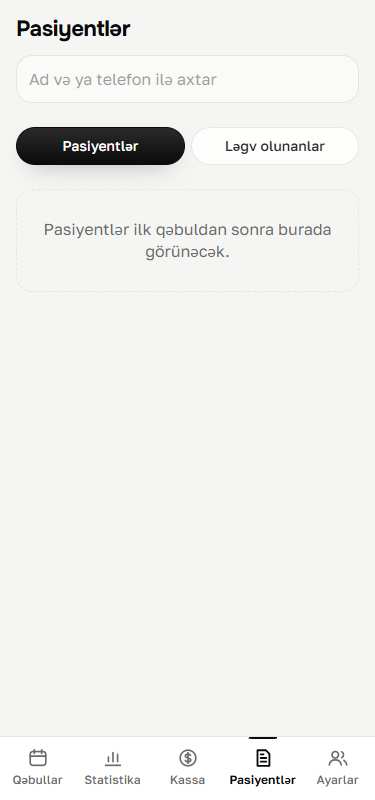 Pasiyentlər
Ad və ya telefon ilə axtar
Pasiyentlər
Ləgv olunanlar
Pasiyentlər ilk qəbuldan sonra burada
görünəcək.
Qəbullar
Statistika
Kassa
Pasiyentlər
Ayarlar